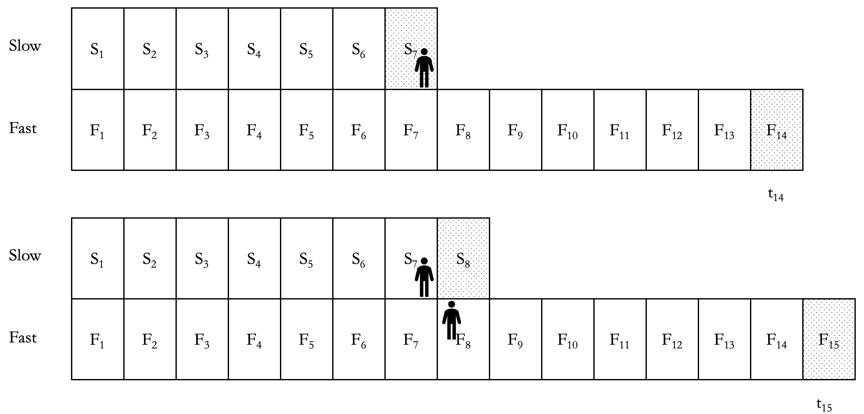 Slow S₁ S₂ S₃ S₄ S₅ S₆ S₇
Fast F₁ F₂ F₃ F₄ F₅ F₆ F₇ F₈ F₉ F₁₀ F₁₁ F₁₂ F₁₃ F₁₄
t₁₄
Slow S₁ S₂ S₃ S₄ S₅ S₆ S₇ S₈
Fast F₁ F₂ F₃ F₄ F₅ F₆ F₇ F₈ F₉ F₁₀ F₁₁ F₁₂ F₁₃ F₁₄ F₁₅
t₁₅